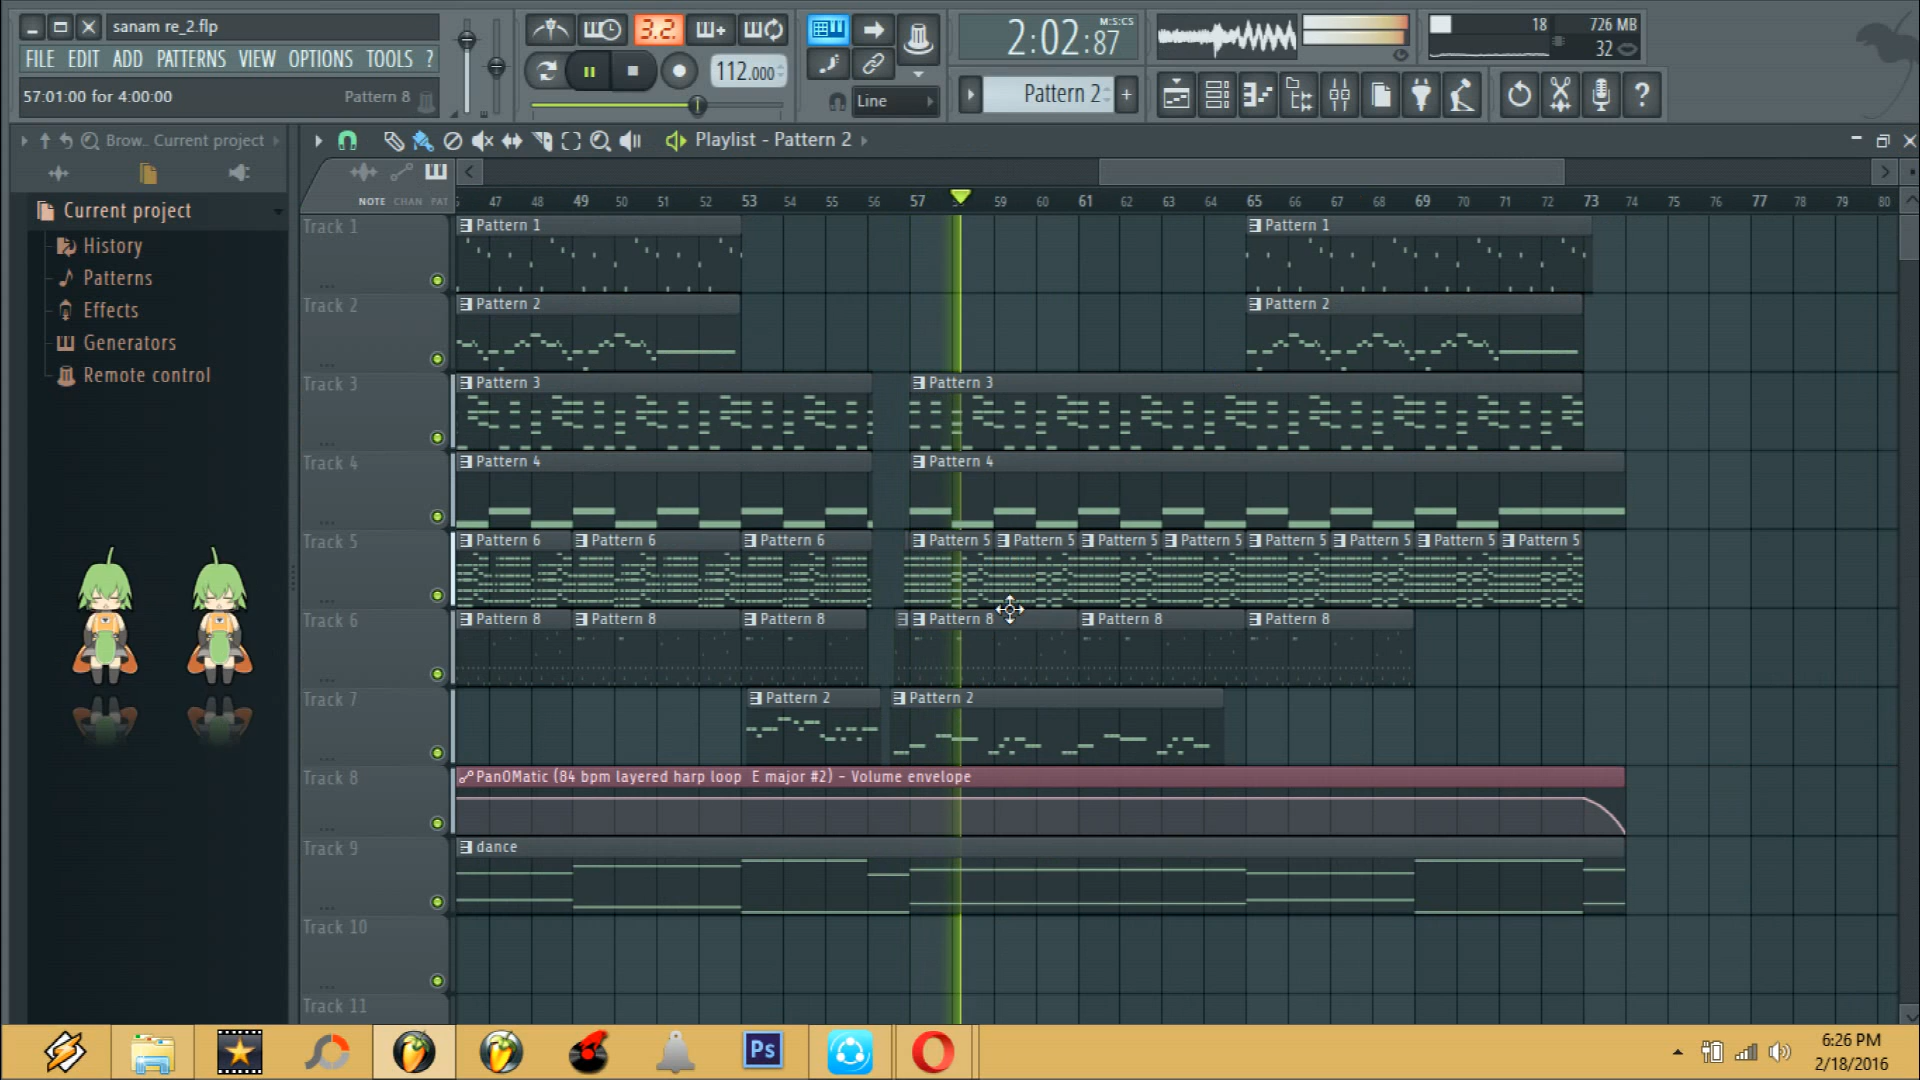 sanam re_2.flp
FILE EDIT ADD PATTERNS VIEW OPTIONS TOOLS ?
57:01:00 for 4:00:00 Pattern 8
3.2.
112.000
Line
2:02:87 M:S:CS
Pattern 2
18 726 MB
32
Brow.. Current project
Playlist - Pattern 2
Current project
History
Patterns
Effects
Generators
Remote control
NOTE CHAN PAT
47 48 49 50 51 52 53 54 55 56 57 59 60 61 62 63 64 65 66 67 68 69 70 71 72 73 74 75 76 77 78 79 80
Track 1 Pattern 1 Pattern 1
Track 2 Pattern 2 Pattern 2
Track 3 Pattern 3 Pattern 3
Track 4 Pattern 4 Pattern 4
Track 5 Pattern 6 Pattern 6 Pattern 6 Pattern 5 Pattern 5 Pattern 5 Pattern 5 Pattern 5 Pattern 5 Pattern 5 Pattern 5
Track 6 Pattern 8 Pattern 8 Pattern 8 Pattern 8 Pattern 8 Pattern 8
Track 7 Pattern 2 Pattern 2
Track 8 PanOMatic (84 bpm layered harp loop E major #2) - Volume envelope
Track 9 dance
Track 10
Track 11
Ps
6:26 PM
2/18/2016